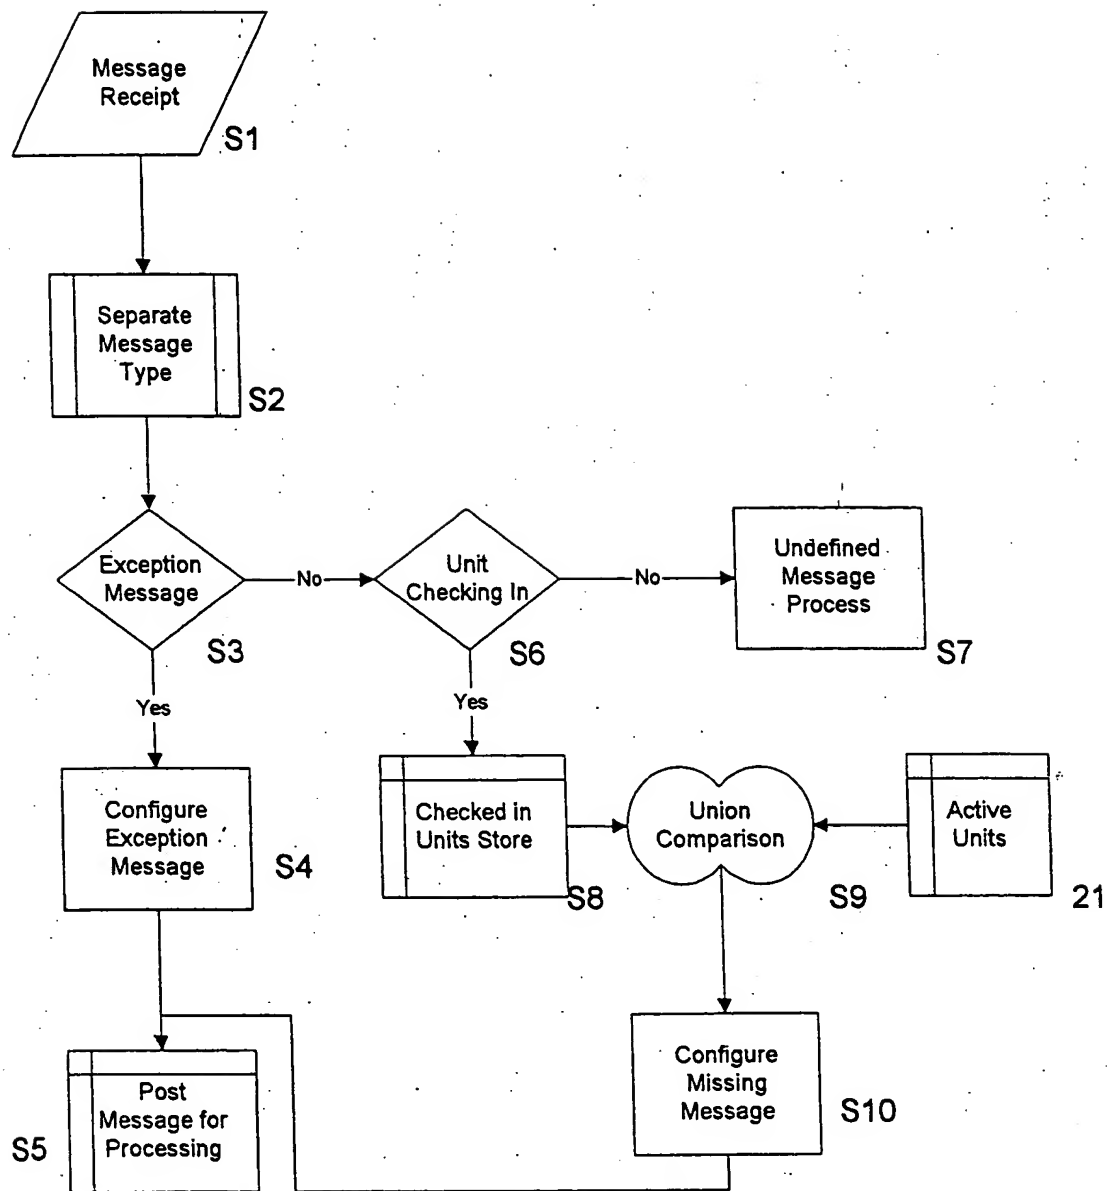 Message
Receipt
S1
Separate
Message
Type
S2
Exception
Message
S3
No
Unit
Checking In
S6
No
Undefined
Message
Process
S7
Yes
Yes
Configure
Exception
Message
S4
Checked in
Units Store
S8
Union
Comparison
S9
Active
Units
21
Post
Message for
Processing
S5
Configure
Missing
Message
S10